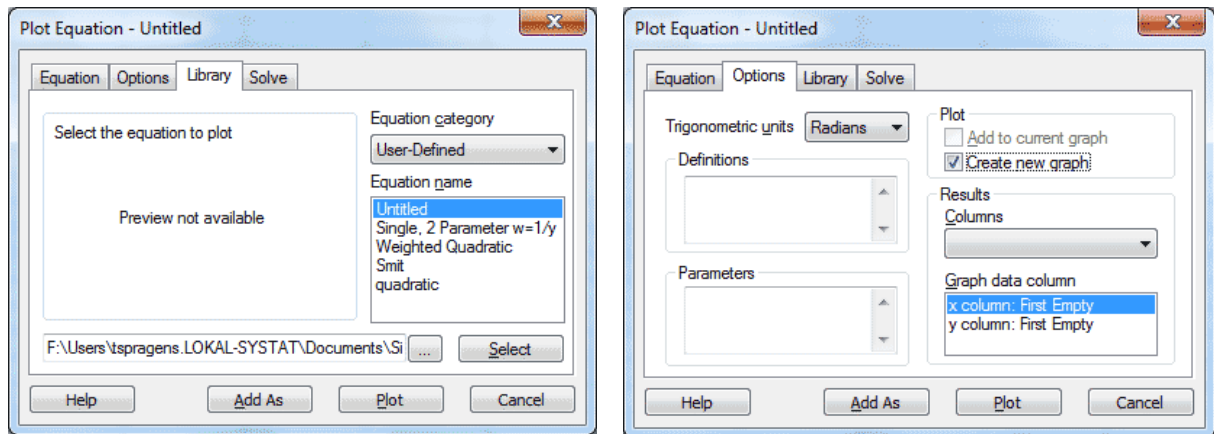 Plot Equation - Untitled
Equation Options Library Solve
Select the equation to plot
Preview not available
Equation category
User-Defined
Equation name
Untitled
Single, 2 Parameter w=1/y
Weighted Quadratic
Smit
quadratic
F:\Users\tspragens.LOKAL-SYSTAT\Documents\Si ... Select
Help Add As Plot Cancel
Plot Equation - Untitled
Equation Options Library Solve
Trigonometric units Radians
Definitions
Parameters
Plot
Add to current graph
Create new graph
Results
Columns
Graph data column
x column: First Empty
y column: First Empty
Help Add As Plot Cancel